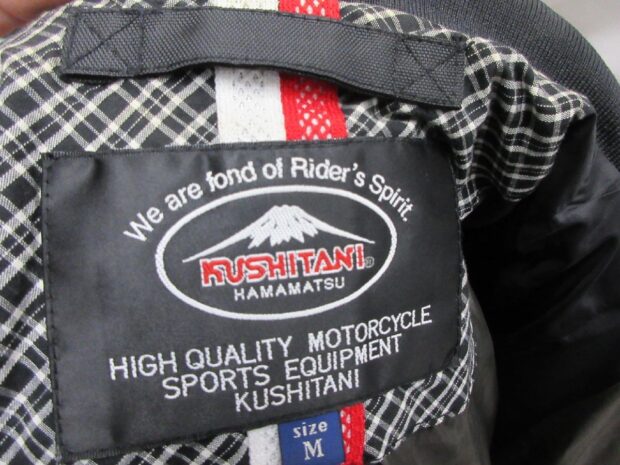 We are fond of Rider's Spirit.
KUSHITANI®
HAMAMATSU
HIGH QUALITY MOTORCYCLE
SPORTS EQUIPMENT
KUSHITANI
size
M